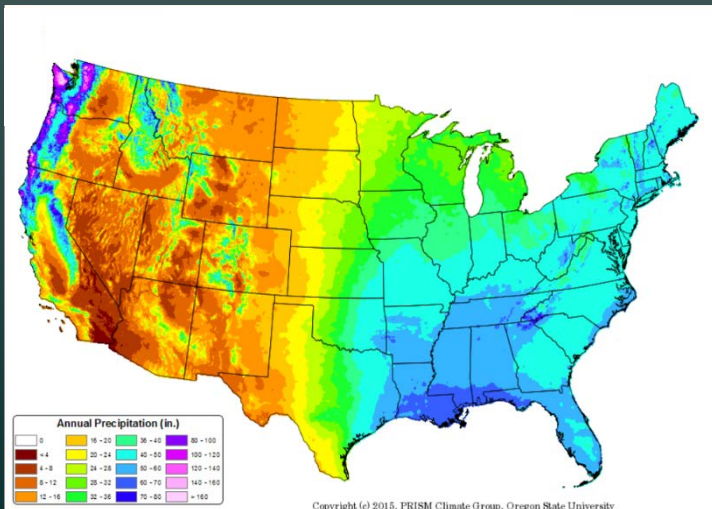 Annual Precipitation (in.)
0 16 - 20 36 - 40 80 - 100
< 4 20 - 24 40 - 50 100 - 120
4 - 8 24 - 28 50 - 60 120 - 140
8 - 12 28 - 32 60 - 70 140 - 160
12 - 16 32 - 36 70 - 80 > 160
Copyright (c) 2015, PRISM Climate Group, Oregon State University